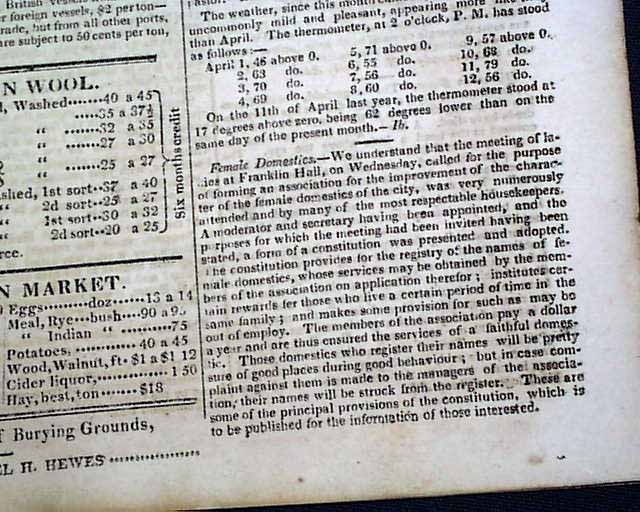 British vessels
r foreign vessels, $2 per ton—
rade, but from all other ports,
are subject to 50 cents per ton,
N WOOL.
l, Washed.......40 a 45
.....35 a 37½
" ......32 a 35
" ......27 a 30
" ......25 a 27
ashed, 1st sort..37 a 40
" 2d sort..25 a 27
" 1st sort..30 a 32
" 2d sort..20 a 25
Six months credit
rce.
N MARKET.
Eggs........doz......13 a 14
Meal, Rye...bush....90 a 95
" Indian " ......75
Potatoes, ............40 a 45
Wood, Walnut, ft. $1 a $1 12
Cider liquor,.............1 50
Hay, best, ton......$18
f Burying Grounds,
EL H. HEWES
The weather, since this month
uncommonly mild and pleasant, appearing more like
than April. The thermometer, at 2 o'clock, P. M. has stood
as follows:—
April 1, 46 above 0. 5, 71 above 0. 9, 57 above 0.
2, 63 do. 6, 55 do. 10, 68 do.
3, 70 do. 7, 56 do. 11, 79 do.
4, 69 do. 8, 60 do. 12, 56 do.
On the 11th of April last year, the thermometer stood at
17 degrees above zero, being 62 degrees lower than on the
same day of the present month.—Ib.
Female Domestics.—We understand that the meeting of la-
dies at Franklin Hall, on Wednesday, called for the purpose
of forming an association for the improvement of the charac-
ter of the female domestics of the city, was very numerously
attended and by many of the most respectable housekeepers.
A moderator and secretary having been appointed, and the
purposes for which the meeting had been invited having been
stated, a form of a constitution was presented and adopted.
The constitution provides for the registry of the names of fe-
male domestics, whose services may be obtained by the mem-
bers of the association on application therefor; institutes cer-
tain rewards for those who live a certain period of time in the
same family; and makes some provision for such as may be
out of employ. The members of the association pay a dollar
a year and are thus ensured the services of a faithful domes-
tic. Those domestics who register their names will be pretty
sure of good places during good behaviour; but in case com-
plaint against them is made to the managers of the associa-
tion, their names will be struck from the register. These are
some of the principal provisions of the constitution, which is
to be published for the information of those interested.